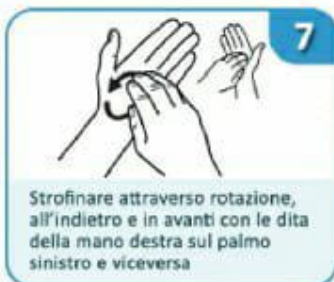 7
Strofinare attraverso rotazione,
all'indietro e in avanti con le dita
della mano destra sul palmo
sinistro e viceversa